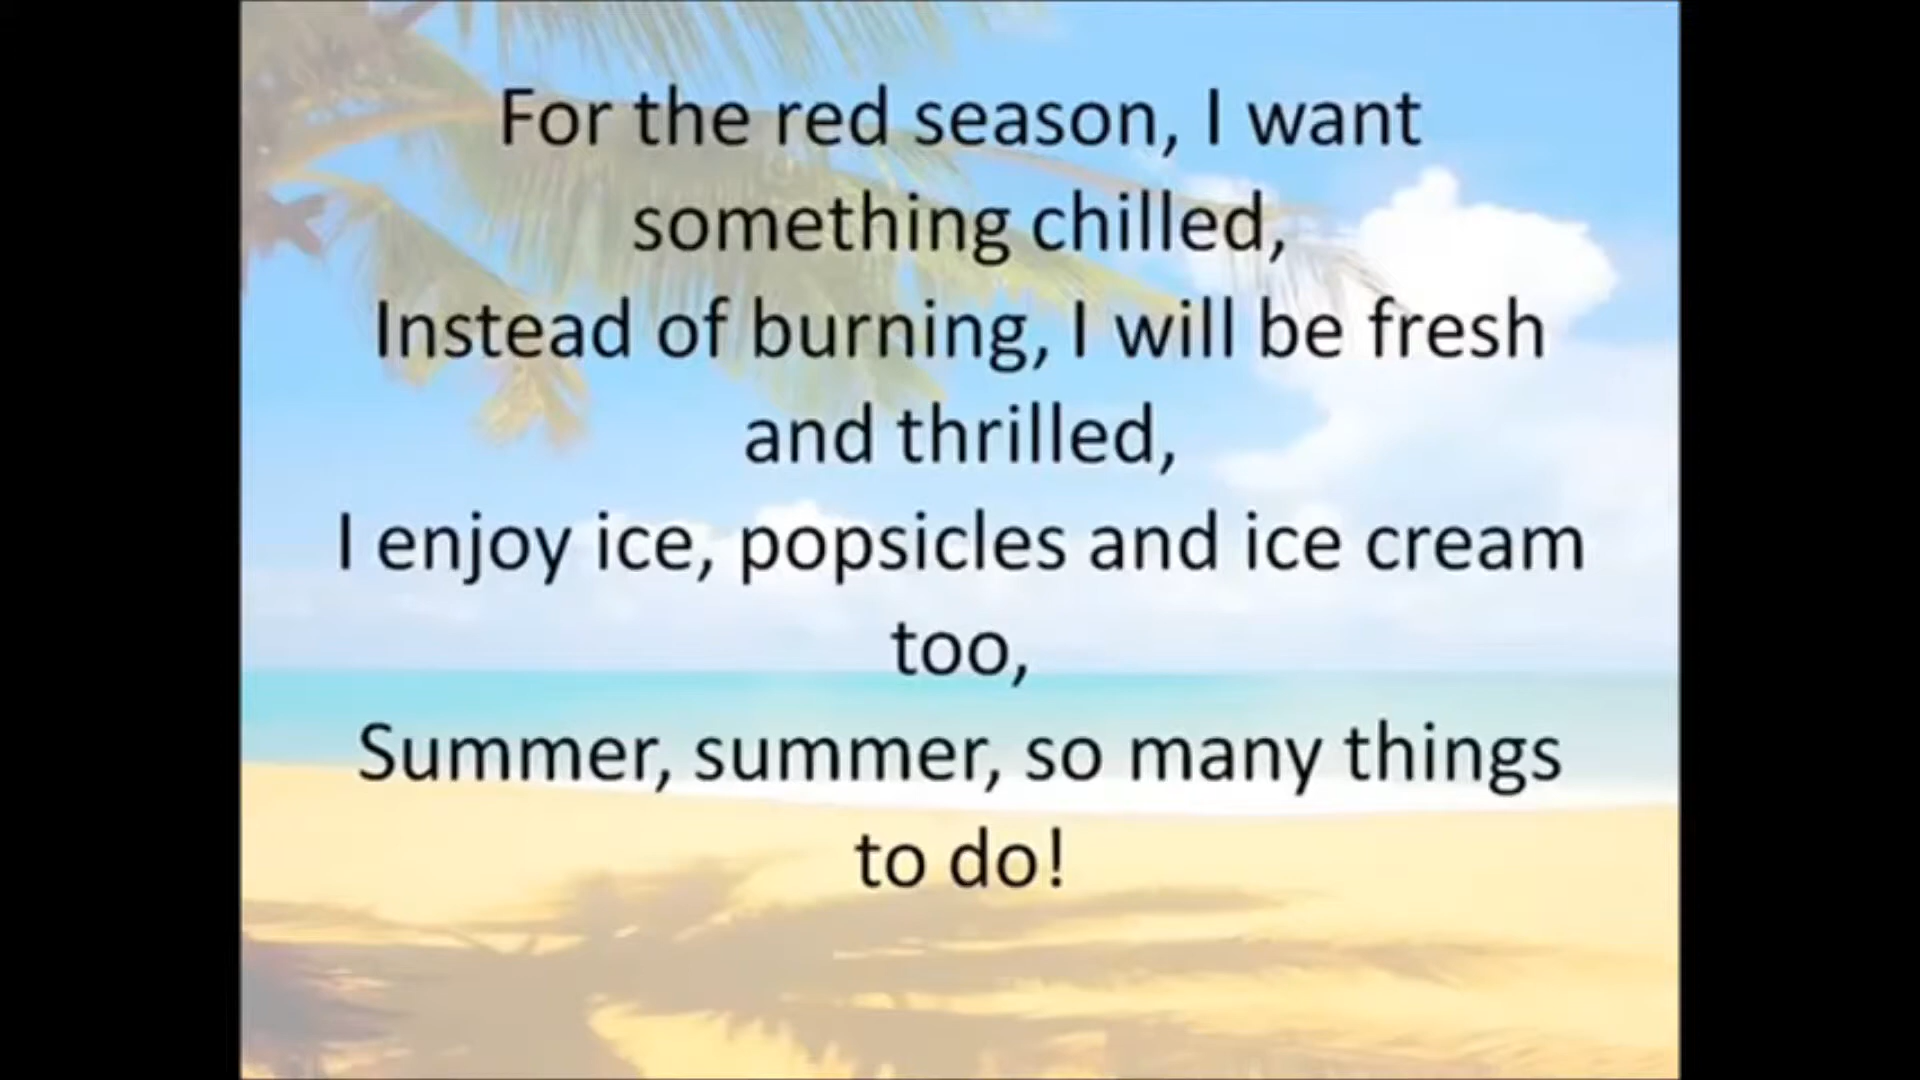 For the red season, I want
something chilled,
Instead of burning, I will be fresh
and thrilled,
I enjoy ice, popsicles and ice cream
too,
Summer, summer, so many things
to do!